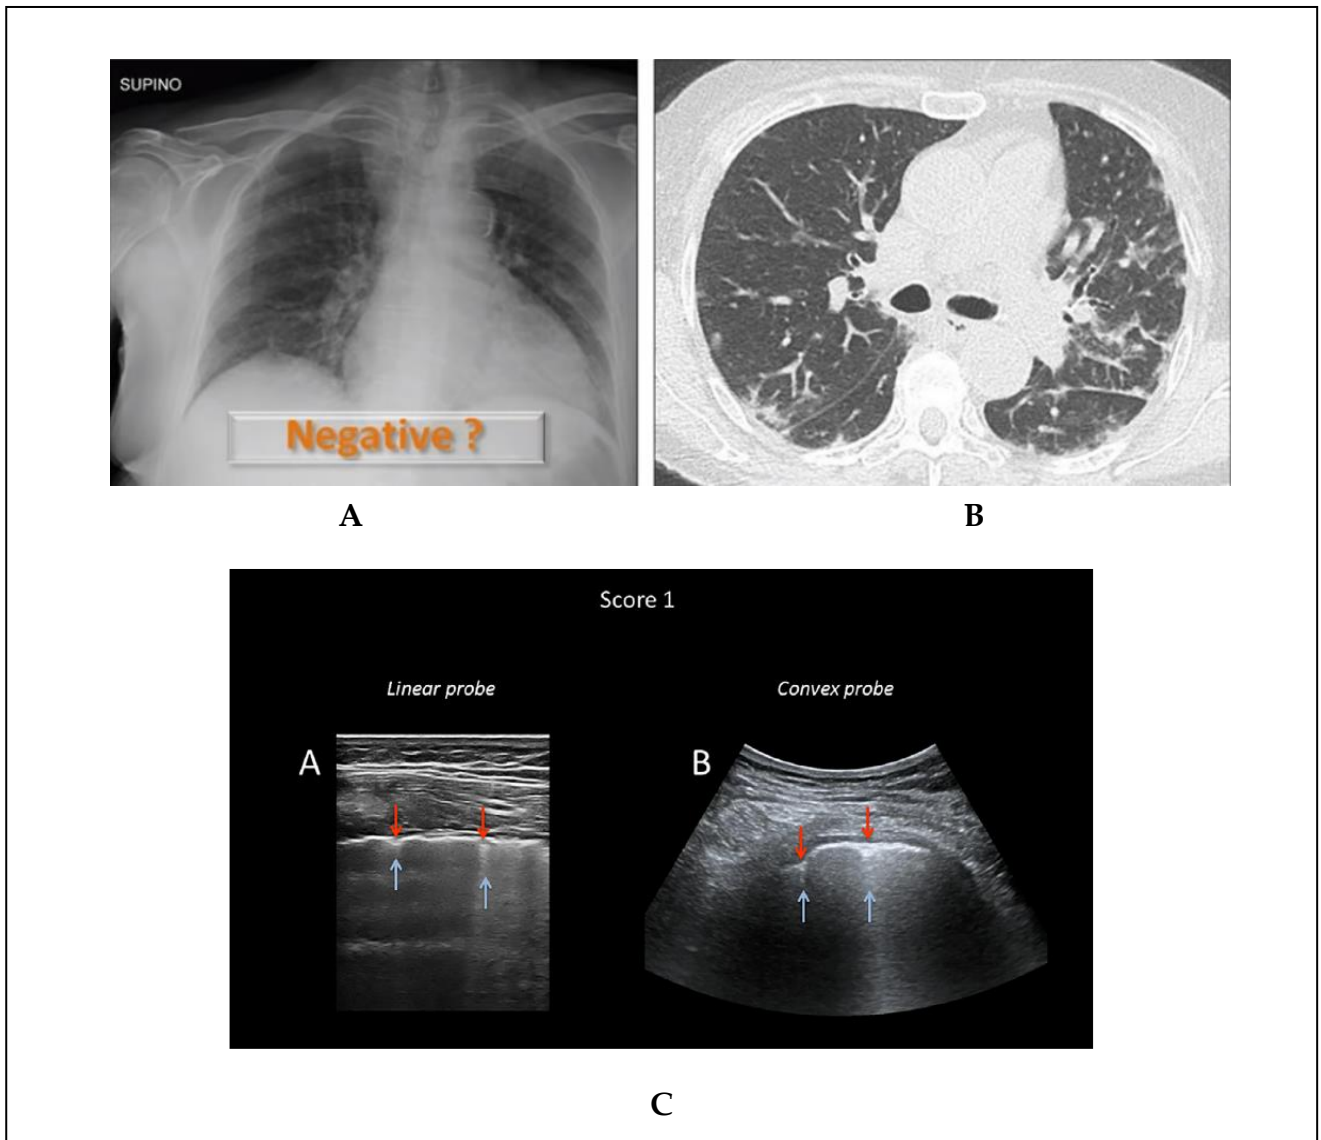 SUPINO
Negative ?
A
B
Score 1
Linear probe
Convex probe
A
B
C